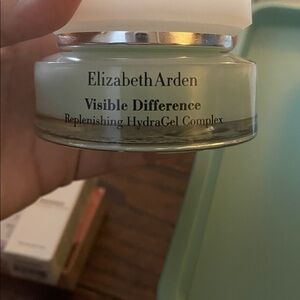 Elizabeth Arden
Visible Difference
Replenishing HydraGel Complex